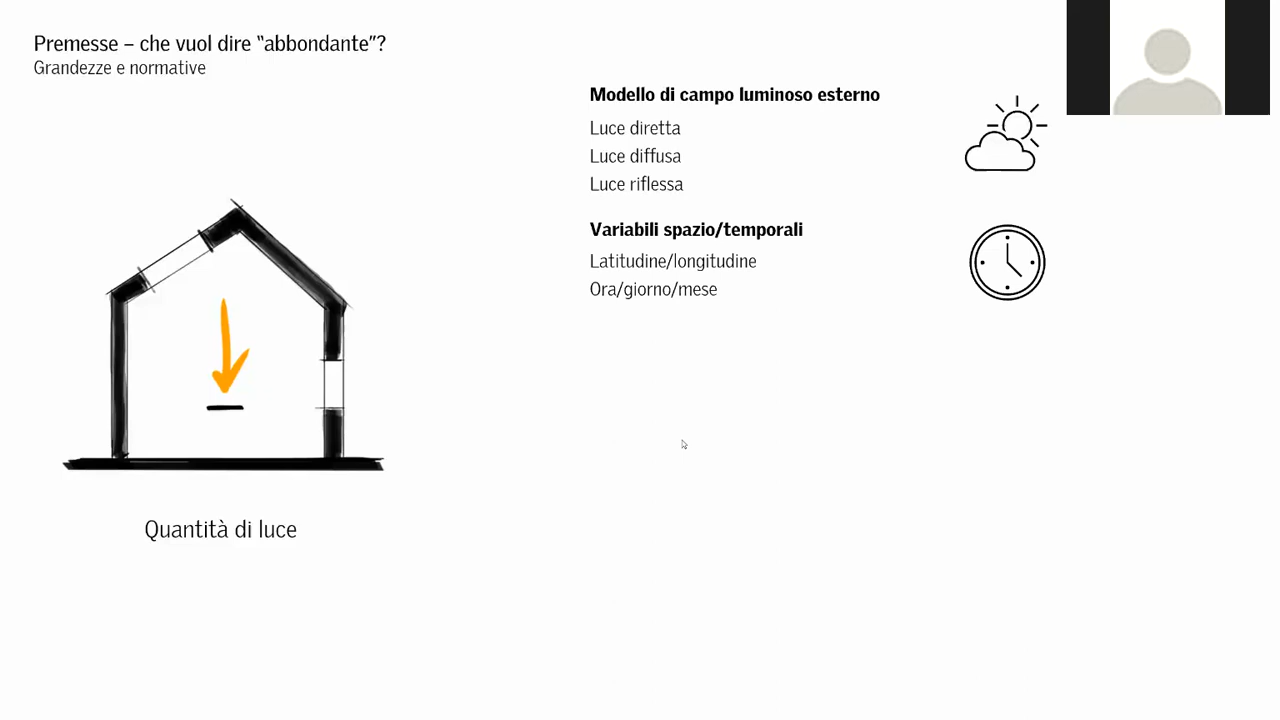 Premesse – che vuol dire "abbondante"?
Grandezze e normative
Modello di campo luminoso esterno
Luce diretta
Luce diffusa
Luce riflessa
Variabili spazio/temporali
Latitudine/longitudine
Ora/giorno/mese
Quantità di luce